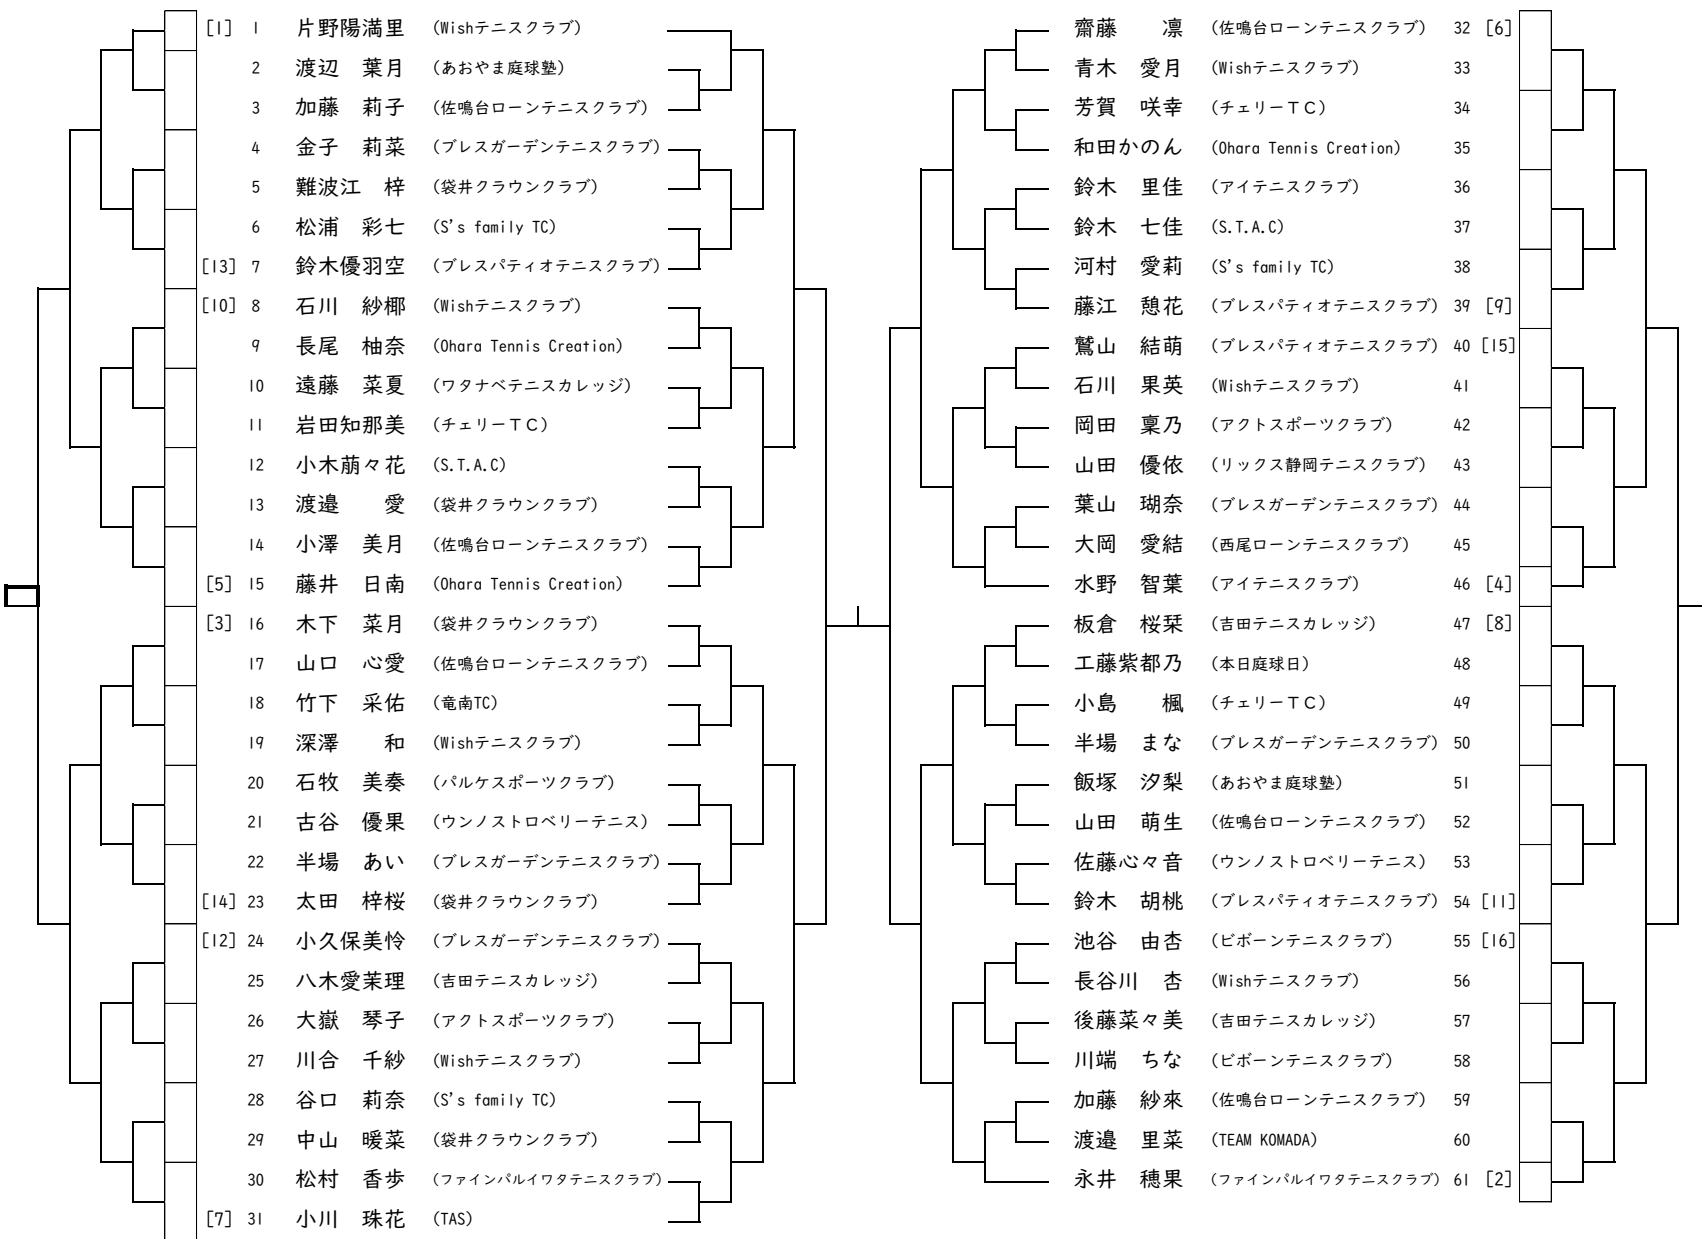 [1] 1 片野陽満里 (Wishテニスクラブ)
2 渡辺 葉月 (あおやま庭球塾)
3 加藤 莉子 (佐鳴台ローンテニスクラブ)
4 金子 莉菜 (ブレスガーデンテニスクラブ)
5 難波江 梓 (袋井クラウンクラブ)
6 松浦 彩七 (S's family TC)
[13] 7 鈴木優羽空 (ブレスパティオテニスクラブ)
[10] 8 石川 紗椰 (Wishテニスクラブ)
9 長尾 柚奈 (Ohara Tennis Creation)
10 遠藤 菜夏 (ワタナベテニスカレッジ)
11 岩田知那美 (チェリーTC)
12 小木萠々花 (S.T.A.C)
13 渡邉 愛 (袋井クラウンクラブ)
14 小澤 美月 (佐鳴台ローンテニスクラブ)
[5] 15 藤井 日南 (Ohara Tennis Creation)
[3] 16 木下 菜月 (袋井クラウンクラブ)
17 山口 心愛 (佐鳴台ローンテニスクラブ)
18 竹下 采佑 (竜南TC)
19 深澤 和 (Wishテニスクラブ)
20 石牧 美奏 (パルケスポーツクラブ)
21 古谷 優果 (ウンノストロベリーテニス)
22 半場 あい (ブレスガーデンテニスクラブ)
[14] 23 太田 梓桜 (袋井クラウンクラブ)
[12] 24 小久保美怜 (ブレスガーデンテニスクラブ)
25 八木愛茉理 (吉田テニスカレッジ)
26 大嶽 琴子 (アクトスポーツクラブ)
27 川合 千紗 (Wishテニスクラブ)
28 谷口 莉奈 (S's family TC)
29 中山 暖菜 (袋井クラウンクラブ)
30 松村 香歩 (ファインパルイワタテニスクラブ)
[7] 31 小川 珠花 (TAS)
齋藤 凛 (佐鳴台ローンテニスクラブ) 32 [6]
青木 愛月 (Wishテニスクラブ) 33
芳賀 咲幸 (チェリーTC) 34
和田かのん (Ohara Tennis Creation) 35
鈴木 里佳 (アイテニスクラブ) 36
鈴木 七佳 (S.T.A.C) 37
河村 愛莉 (S's family TC) 38
藤江 憩花 (ブレスパティオテニスクラブ) 39 [9]
鷲山 結萌 (ブレスパティオテニスクラブ) 40 [15]
石川 果英 (Wishテニスクラブ) 41
岡田 稟乃 (アクトスポーツクラブ) 42
山田 優依 (リックス静岡テニスクラブ) 43
葉山 瑚奈 (ブレスガーデンテニスクラブ) 44
大岡 愛結 (西尾ローンテニスクラブ) 45
水野 智葉 (アイテニスクラブ) 46 [4]
板倉 桜栞 (吉田テニスカレッジ) 47 [8]
工藤紫都乃 (本日庭球日) 48
小島 楓 (チェリーTC) 49
半場 まな (ブレスガーデンテニスクラブ) 50
飯塚 汐梨 (あおやま庭球塾) 51
山田 萌生 (佐鳴台ローンテニスクラブ) 52
佐藤心々音 (ウンノストロベリーテニス) 53
鈴木 胡桃 (ブレスパティオテニスクラブ) 54 [11]
池谷 由杏 (ビボーンテニスクラブ) 55 [16]
長谷川 杏 (Wishテニスクラブ) 56
後藤菜々美 (吉田テニスカレッジ) 57
川端 ちな (ビボーンテニスクラブ) 58
加藤 紗來 (佐鳴台ローンテニスクラブ) 59
渡邉 里菜 (TEAM KOMADA) 60
永井 穂果 (ファインパルイワタテニスクラブ) 61 [2]